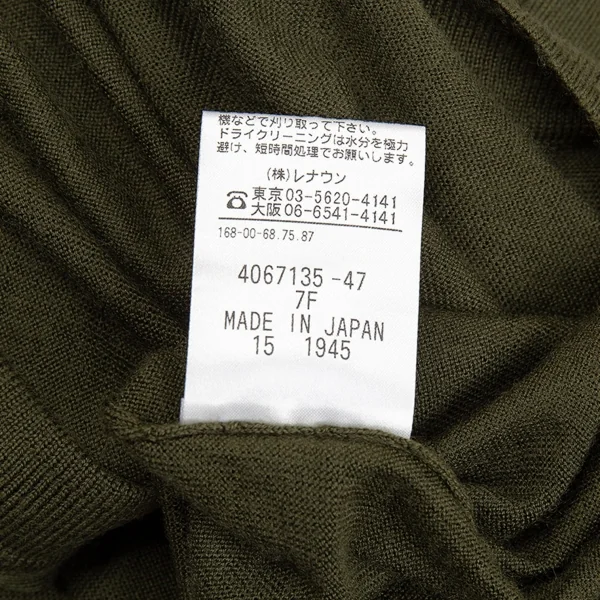 機などで刈り取って下さい。
ドライクリーニングは水分を極力
避け、短時間処理でお願いします。
(株)レナウン
☎東京03-5620-4141
大阪06-6541-4141
168-00-68.75.87
4067135-47
7F
MADE IN JAPAN
15 1945